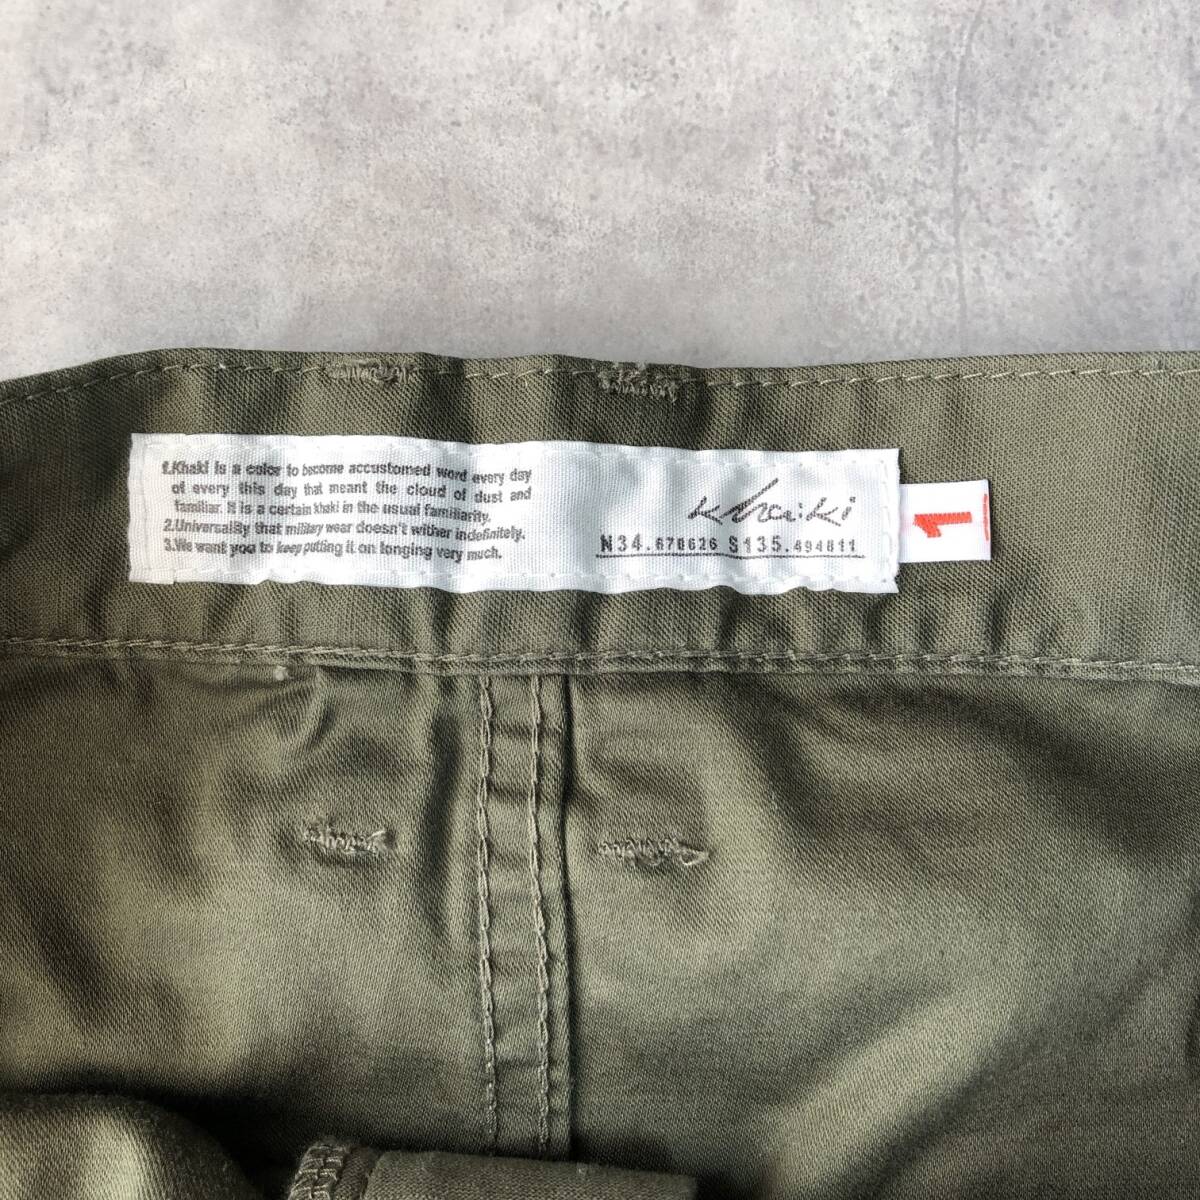 1.Khaki is a color to become accustomed word every day
of every this day that meant the cloud of dust and
familiar. It is a certain khaki in the usual familiarity.
2.Universality that military wear doesn't wither indefinitely.
3.We want you to keep putting it on longing very much.
khaiki
N34.670626 S135.494811
1